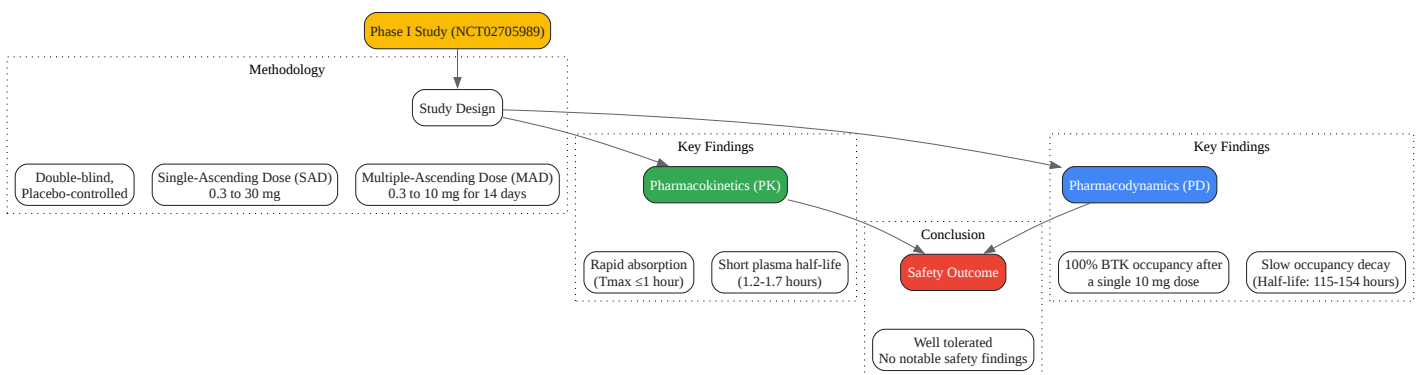 Phase I Study (NCT02705989)
Methodology
Study Design
Double-blind,
Placebo-controlled
Single-Ascending Dose (SAD)
0.3 to 30 mg
Multiple-Ascending Dose (MAD)
0.3 to 10 mg for 14 days
Key Findings
Pharmacokinetics (PK)
Rapid absorption
(Tmax ≤1 hour)
Short plasma half-life
(1.2-1.7 hours)
Key Findings
Pharmacodynamics (PD)
100% BTK occupancy after
a single 10 mg dose
Slow occupancy decay
(Half-life: 115-154 hours)
Conclusion
Safety Outcome
Well tolerated
No notable safety findings